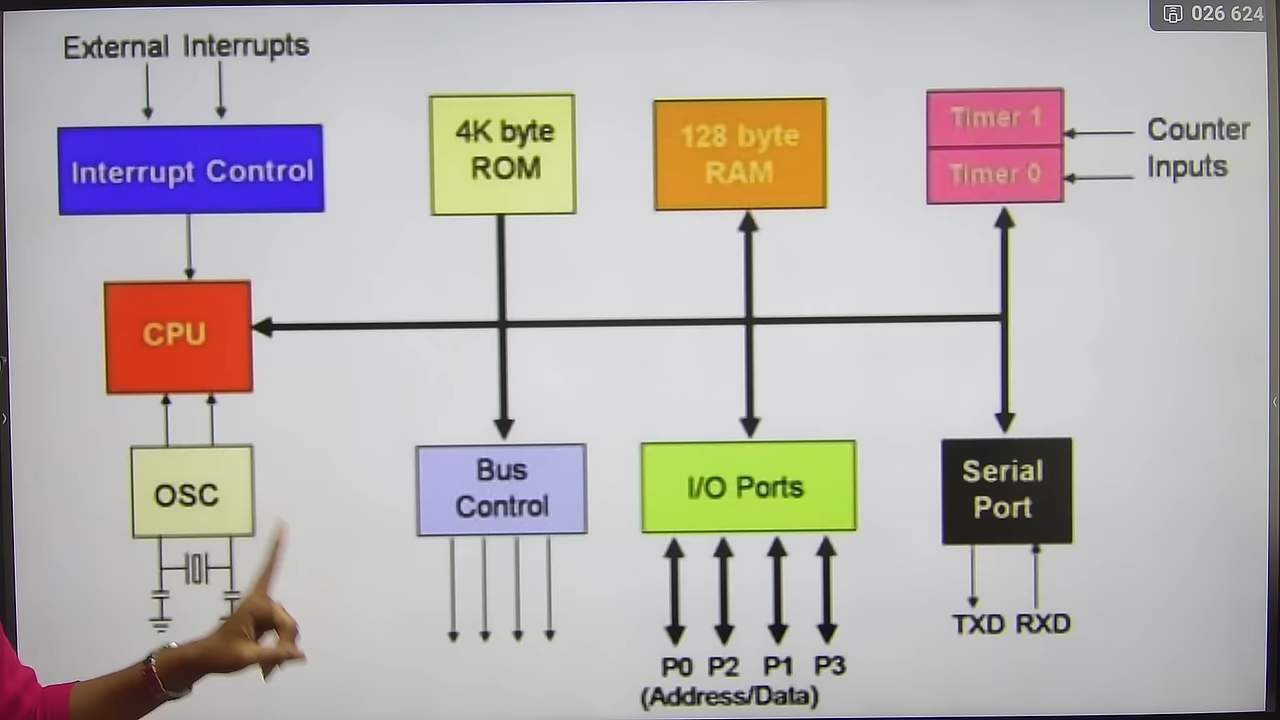 026 624
External Interrupts
Interrupt Control
4K byte
ROM
128 byte
RAM
Timer 1
Timer 0
Counter
Inputs
CPU
OSC
Bus
Control
I/O Ports
Serial
Port
TXD RXD
P0 P2 P1 P3
(Address/Data)